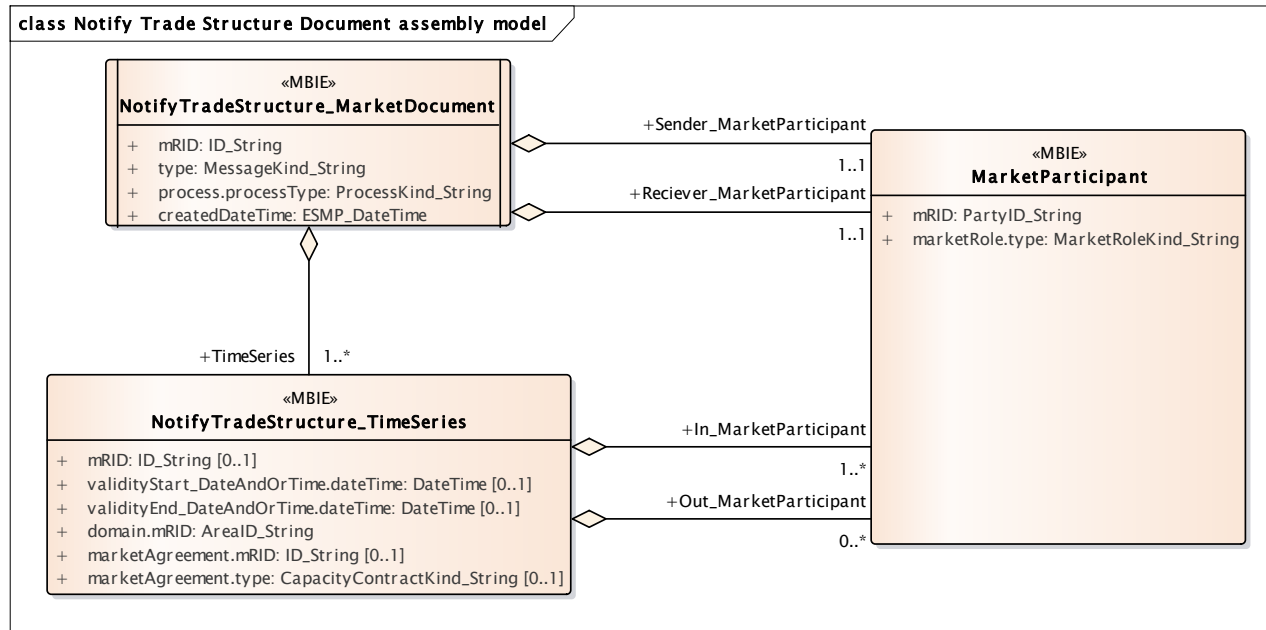 class Notify Trade Structure Document assembly model
«MBIE»
NotifyTradeStructure_MarketDocument
+ mRID: ID_String
+ type: MessageKind_String
+ process.processType: ProcessKind_String
+ createdDateTime: ESMP_DateTime
+Sender_MarketParticipant
1..1
+Reciever_MarketParticipant
1..1
«MBIE»
MarketParticipant
+ mRID: PartyID_String
+ marketRole.type: MarketRoleKind_String
+TimeSeries 1..*
«MBIE»
NotifyTradeStructure_TimeSeries
+ mRID: ID_String [0..1]
+ validityStart_DateAndOrTime.dateTime: DateTime [0..1]
+ validityEnd_DateAndOrTime.dateTime: DateTime [0..1]
+ domain.mRID: AreaID_String
+ marketAgreement.mRID: ID_String [0..1]
+ marketAgreement.type: CapacityContractKind_String [0..1]
+In_MarketParticipant
1..*
+Out_MarketParticipant
0..*